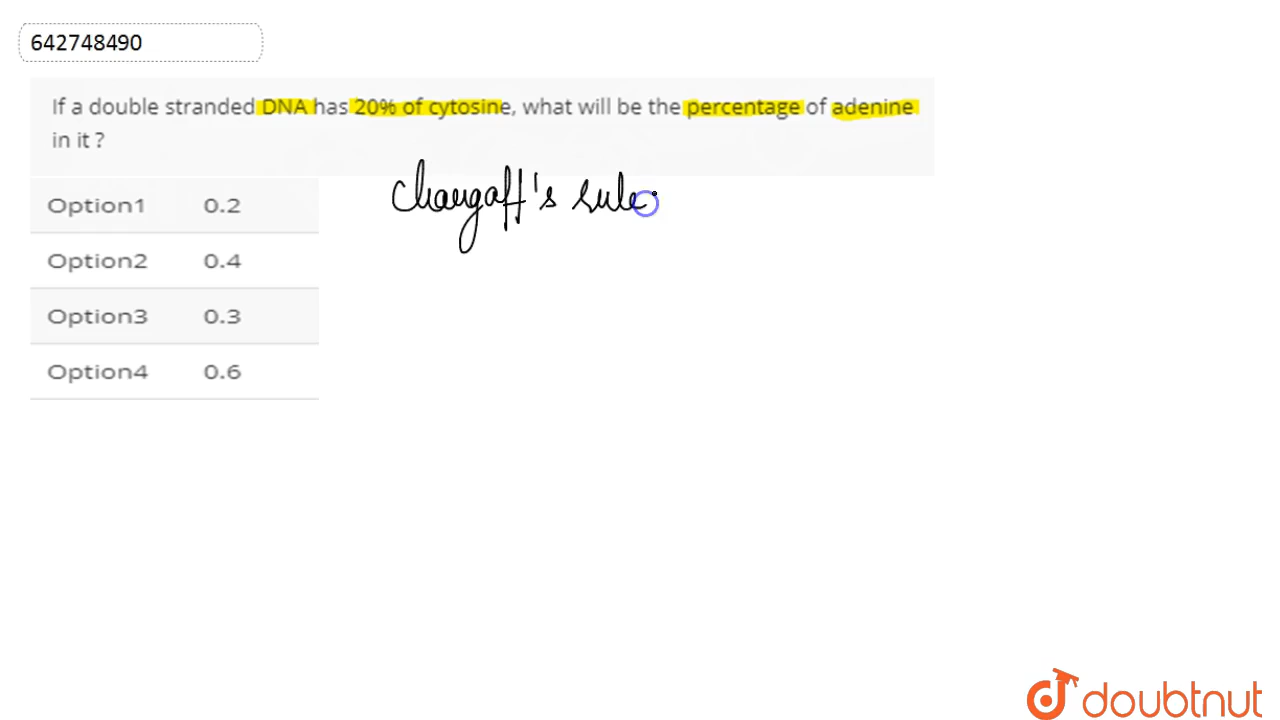 642748490
If a double stranded DNA has 20% of cytosine, what will be the percentage of adenine
in it ?
Chargaff's rule
Option1 0.2
Option2 0.4
Option3 0.3
Option4 0.6
doubtnut